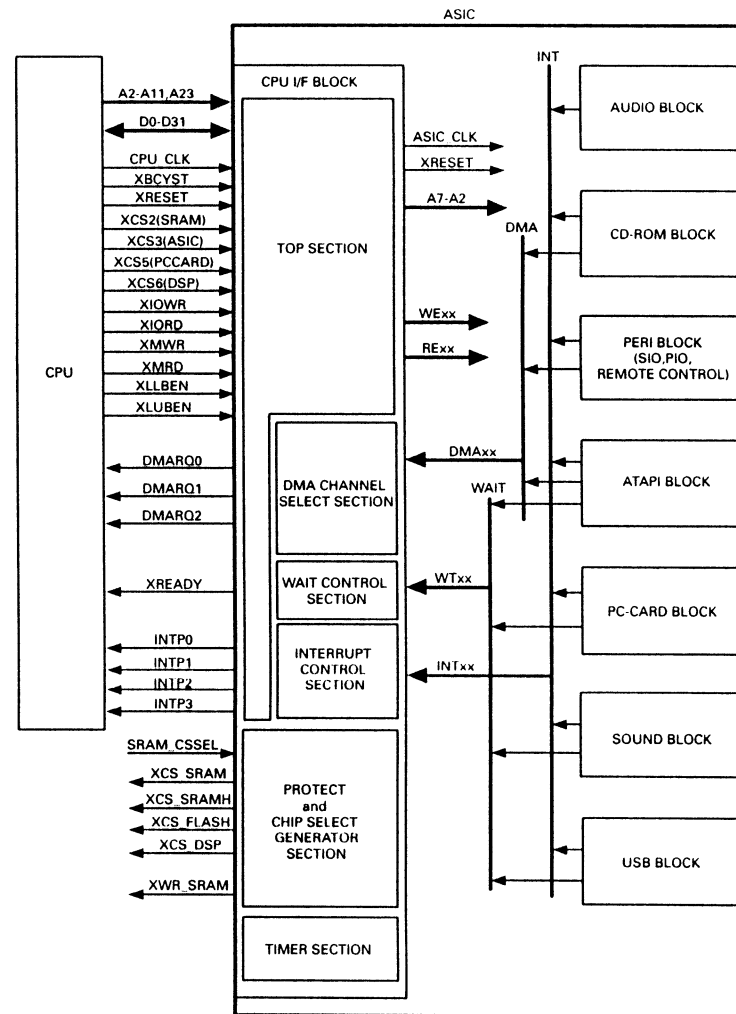 ASIC
CPU
A2-A11,A23
D0-D31
CPU_CLK
XBCYST
XRESET
XCS2(SRAM)
XCS3(ASIC)
XCS5(PCCARD)
XCS6(DSP)
XIOWR
XIORD
XMWR
XMRD
XLLBEN
XLUBEN
DMARQ0
DMARQ1
DMARQ2
XREADY
INTP0
INTP1
INTP2
INTP3
SRAM_CSSEL
XCS_SRAM
XCS_SRAMH
XCS_FLASH
XCS_DSP
XWR_SRAM
CPU I/F BLOCK
TOP SECTION
DMA CHANNEL
SELECT SECTION
WAIT CONTROL
SECTION
INTERRUPT
CONTROL
SECTION
PROTECT
and
CHIP SELECT
GENERATOR
SECTION
TIMER SECTION
ASIC_CLK
XRESET
A7-A2
WExx
RExx
DMAxx
WTxx
INTxx
INT
DMA
WAIT
AUDIO BLOCK
CD-ROM BLOCK
PERI BLOCK
(SIO,PIO,
REMOTE CONTROL)
ATAPI BLOCK
PC-CARD BLOCK
SOUND BLOCK
USB BLOCK